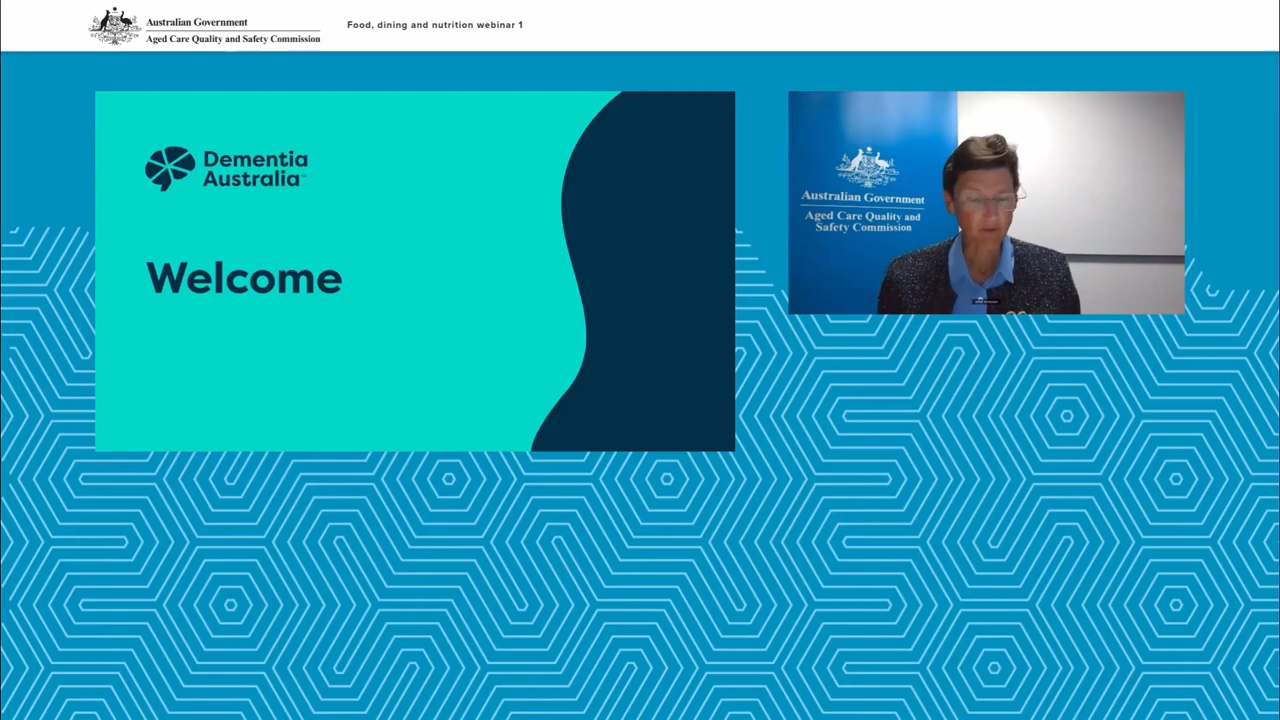 Australian Government
Aged Care Quality and Safety Commission
Food, dining and nutrition webinar 1
Dementia
Australia
Welcome
Australian Government
Aged Care Quality and
Safety Commission